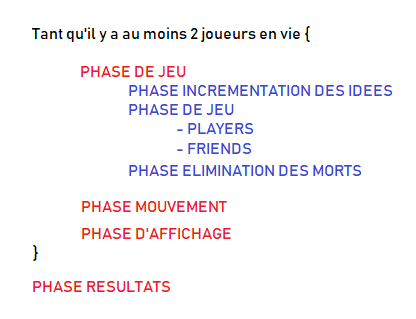 Tant qu'il y a au moins 2 joueurs en vie {
PHASE DE JEU
PHASE INCREMENTATION DES IDEES
PHASE DE JEU
- PLAYERS
- FRIENDS
PHASE ELIMINATION DES MORTS
PHASE MOUVEMENT
PHASE D'AFFICHAGE
}
PHASE RESULTATS